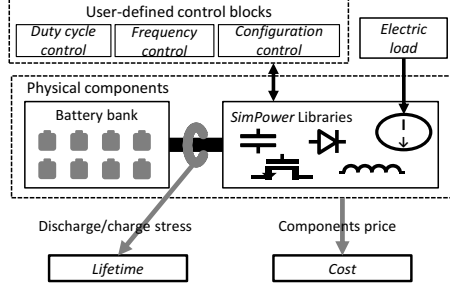 User-defined control blocks
Duty cycle
control
Frequency
control
Configuration
control
Electric
load
Physical components
Battery bank
SimPower Libraries
Discharge/charge stress
Components price
Lifetime
Cost